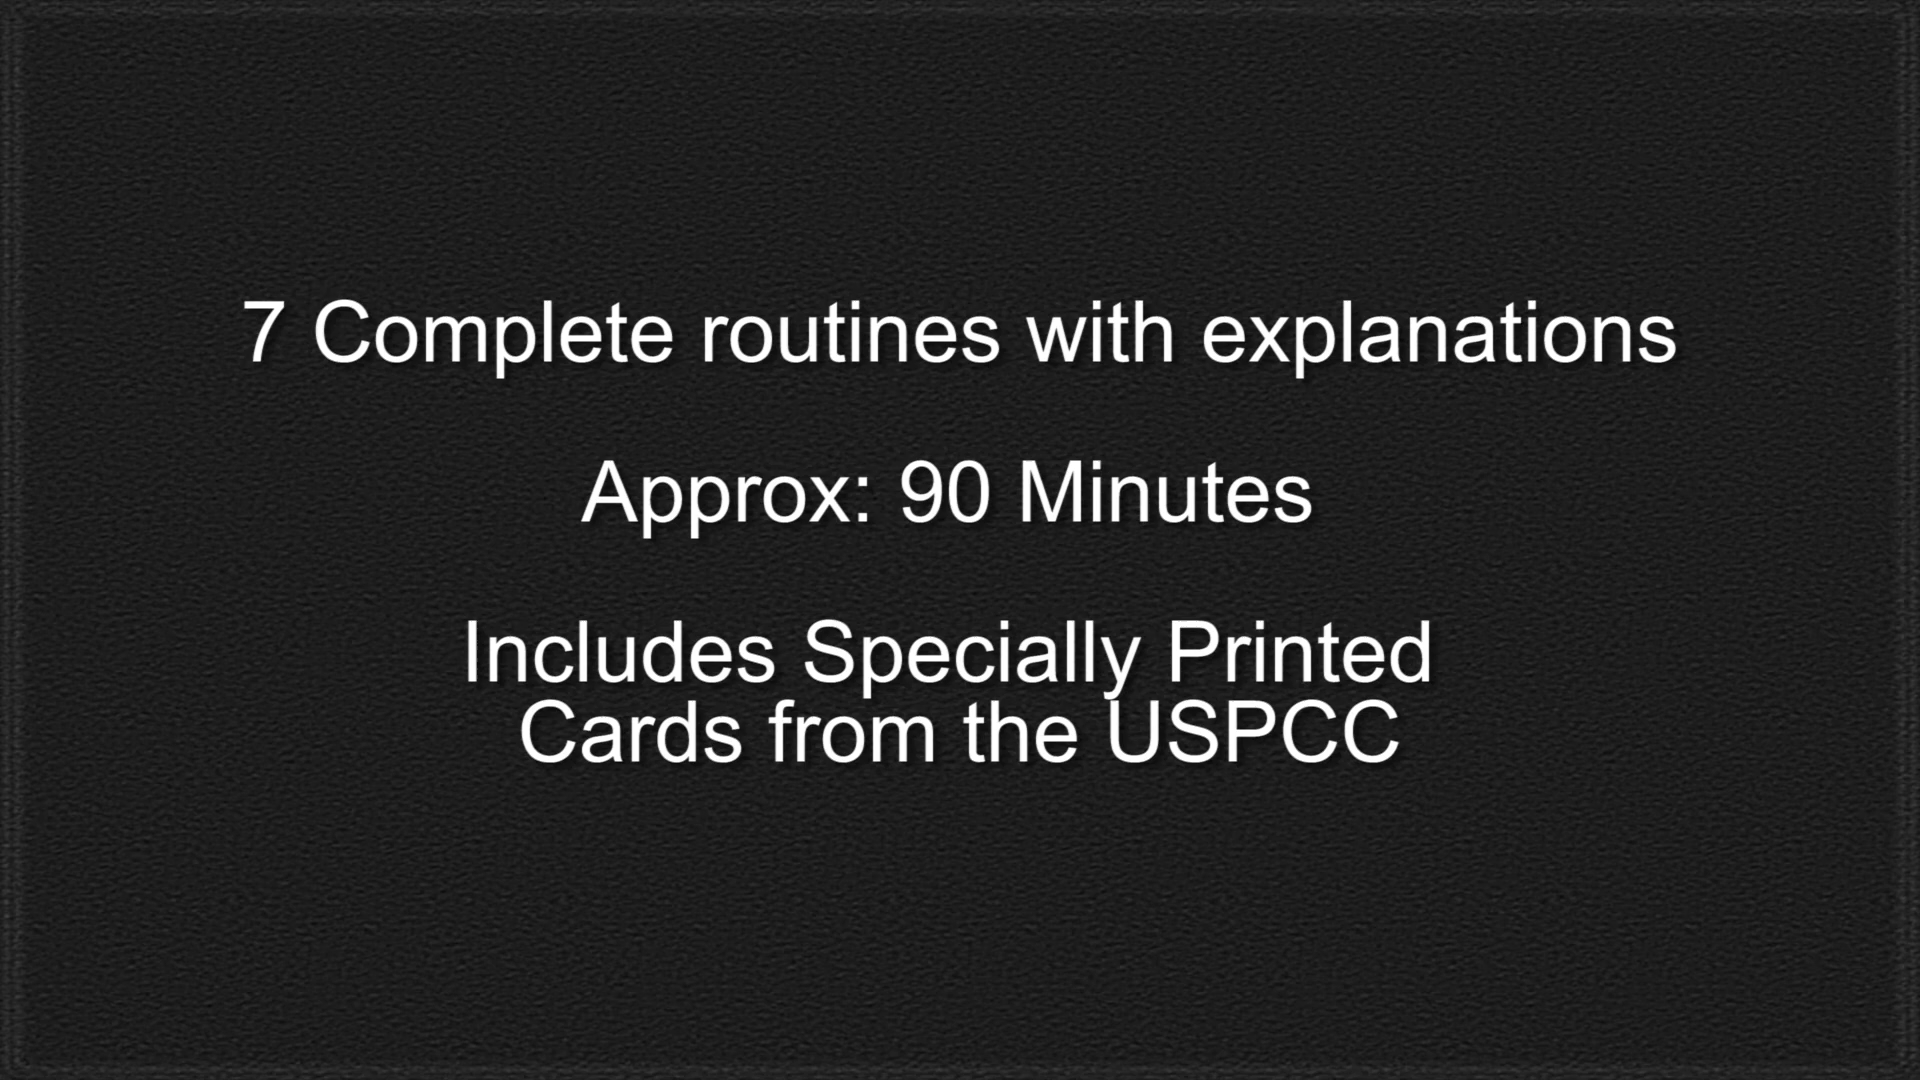 7 Complete routines with explanations
Approx: 90 Minutes
Includes Specially Printed
Cards from the USPCC